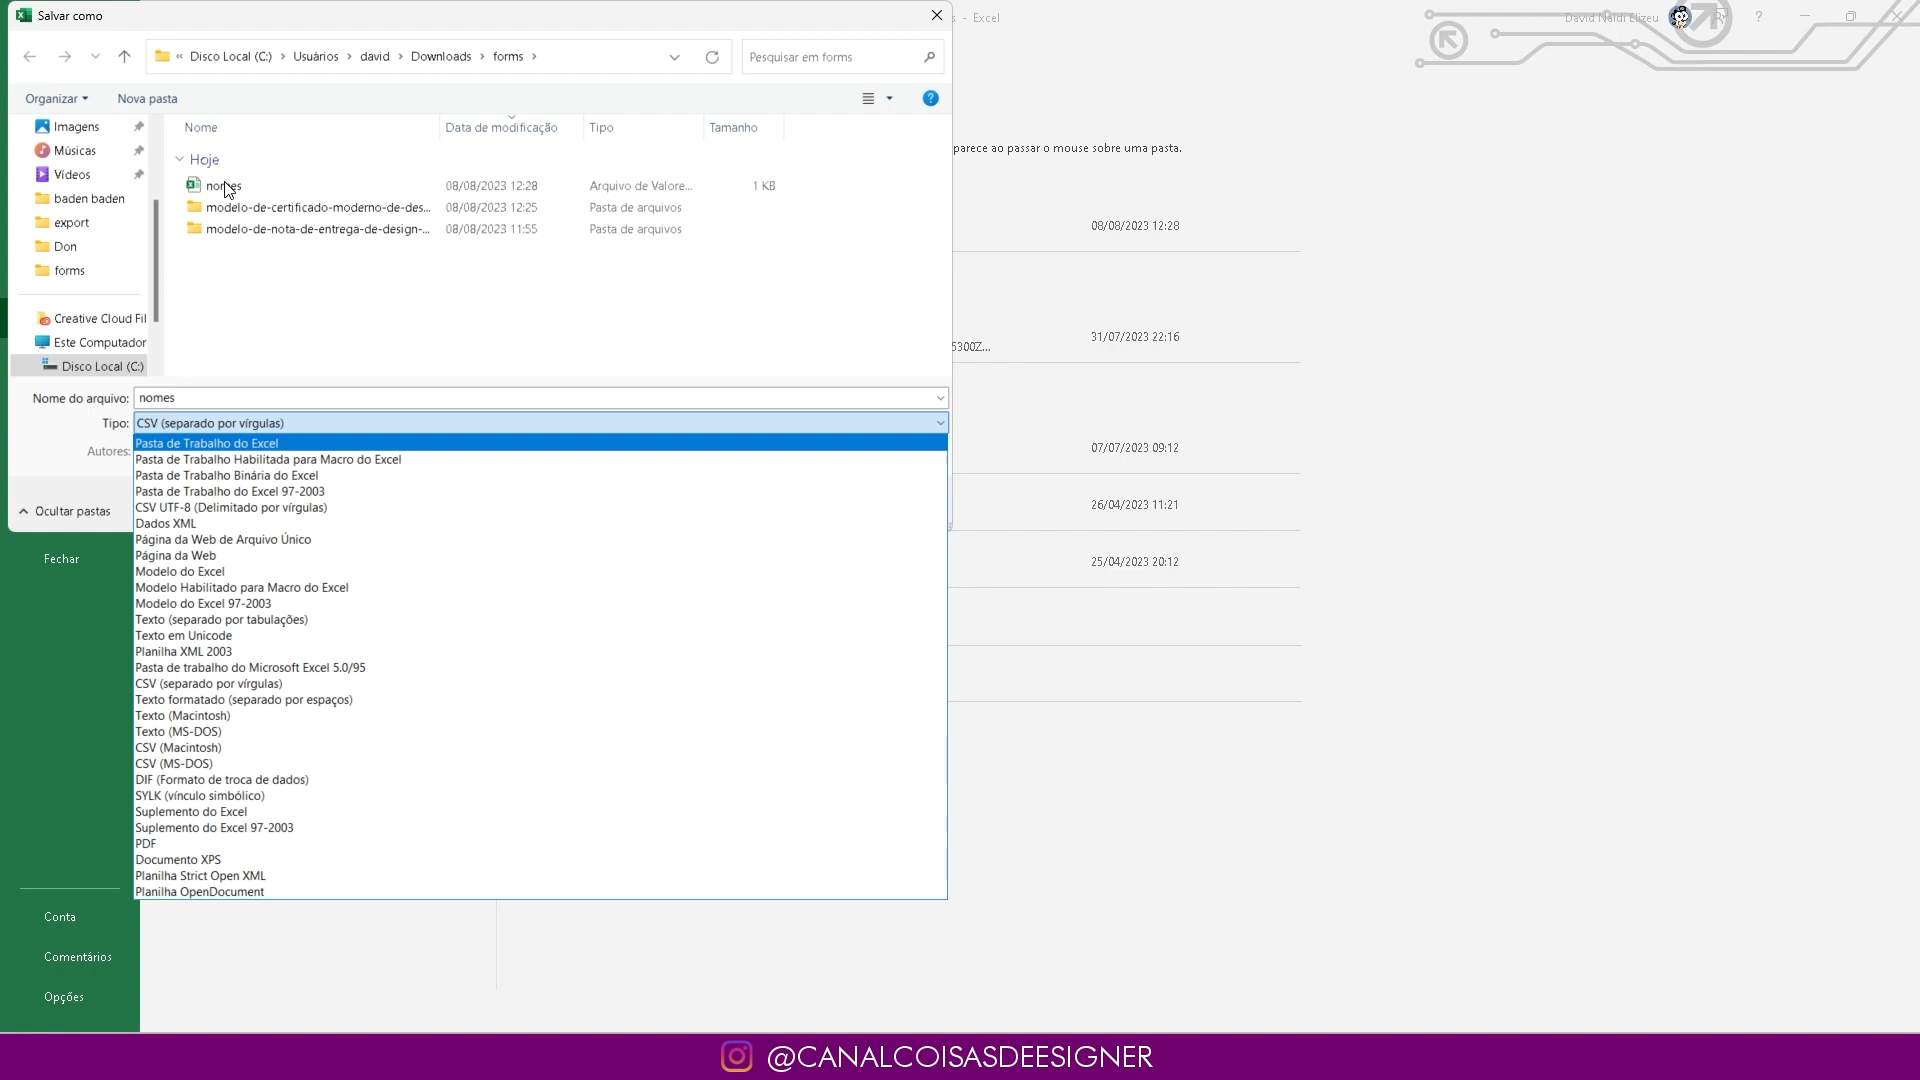 Salvar como
s - Excel
David Naldi Elizeu
?
« Disco Local (C:) > Usuários > david > Downloads > forms >
Pesquisar em forms
Organizar
Nova pasta
?
Imagens
Músicas
Vídeos
baden baden
export
Don
forms
Creative Cloud Fil
Este Computador
Disco Local (C:)
Nome
Data de modificação
Tipo
Tamanho
Hoje
nomes 08/08/2023 12:28 Arquivo de Valore... 1 KB
modelo-de-certificado-moderno-de-des... 08/08/2023 12:25 Pasta de arquivos
modelo-de-nota-de-entrega-de-design-... 08/08/2023 11:55 Pasta de arquivos
parece ao passar o mouse sobre uma pasta.
08/08/2023 12:28
31/07/2023 22:16
5300Z...
07/07/2023 09:12
26/04/2023 11:21
25/04/2023 20:12
Nome do arquivo: nomes
Tipo: CSV (separado por vírgulas)
Autores:
Ocultar pastas
Pasta de Trabalho do Excel
Pasta de Trabalho Habilitada para Macro do Excel
Pasta de Trabalho Binária do Excel
Pasta de Trabalho do Excel 97-2003
CSV UTF-8 (Delimitado por vírgulas)
Dados XML
Página da Web de Arquivo Único
Página da Web
Modelo do Excel
Modelo Habilitado para Macro do Excel
Modelo do Excel 97-2003
Texto (separado por tabulações)
Texto em Unicode
Planilha XML 2003
Pasta de trabalho do Microsoft Excel 5.0/95
CSV (separado por vírgulas)
Texto formatado (separado por espaços)
Texto (Macintosh)
Texto (MS-DOS)
CSV (Macintosh)
CSV (MS-DOS)
DIF (Formato de troca de dados)
SYLK (vínculo simbólico)
Suplemento do Excel
Suplemento do Excel 97-2003
PDF
Documento XPS
Planilha Strict Open XML
Planilha OpenDocument
Fechar
Conta
Comentários
Opções
@CANALCOISASDEESIGNER